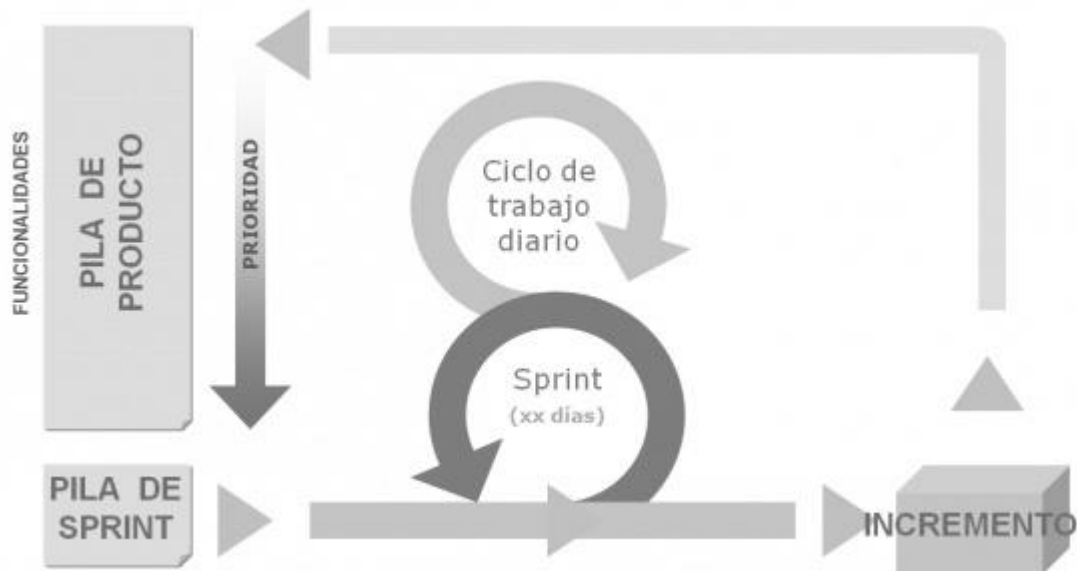 FUNCIONALIDADES
PILA DE
PRODUCTO
PRIORIDAD
Ciclo de
trabajo
diario
Sprint
(xx días)
PILA DE
SPRINT
INCREMENTO